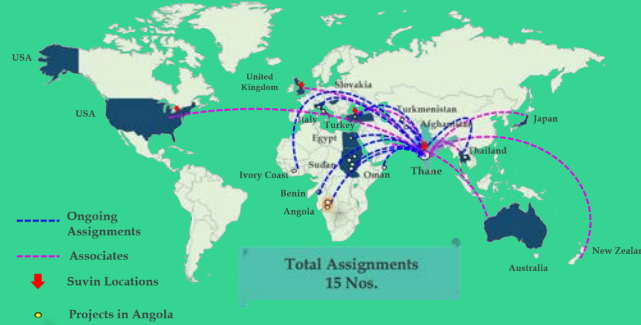 USA
United
Kingdom
Slovakia
USA
Italy
Turkey
Turkmenistan
Afghanistan
Japan
Egypt
Thailand
Sudan
Ivory Coast
Oman
Thane
Benin
Angola
Ongoing
Assignments
New Zealan
Associates
Total Assignments
15 Nos.
Australia
Suvin Locations
Projects in Angola